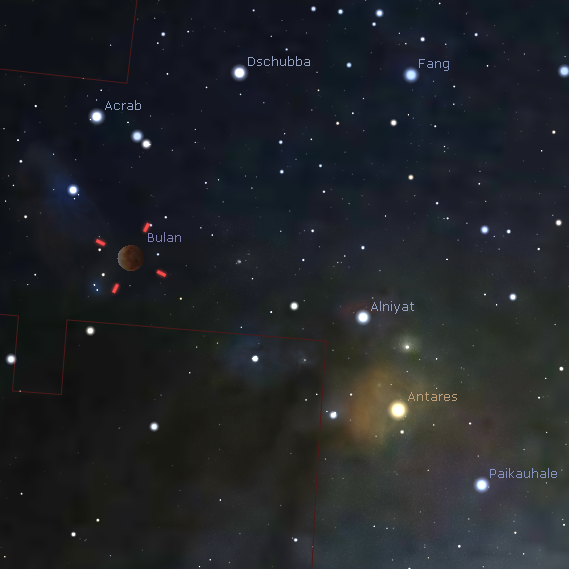 Dschubba
Fang
Acrab
Bulan
Alniyat
Antares
Paikauhale